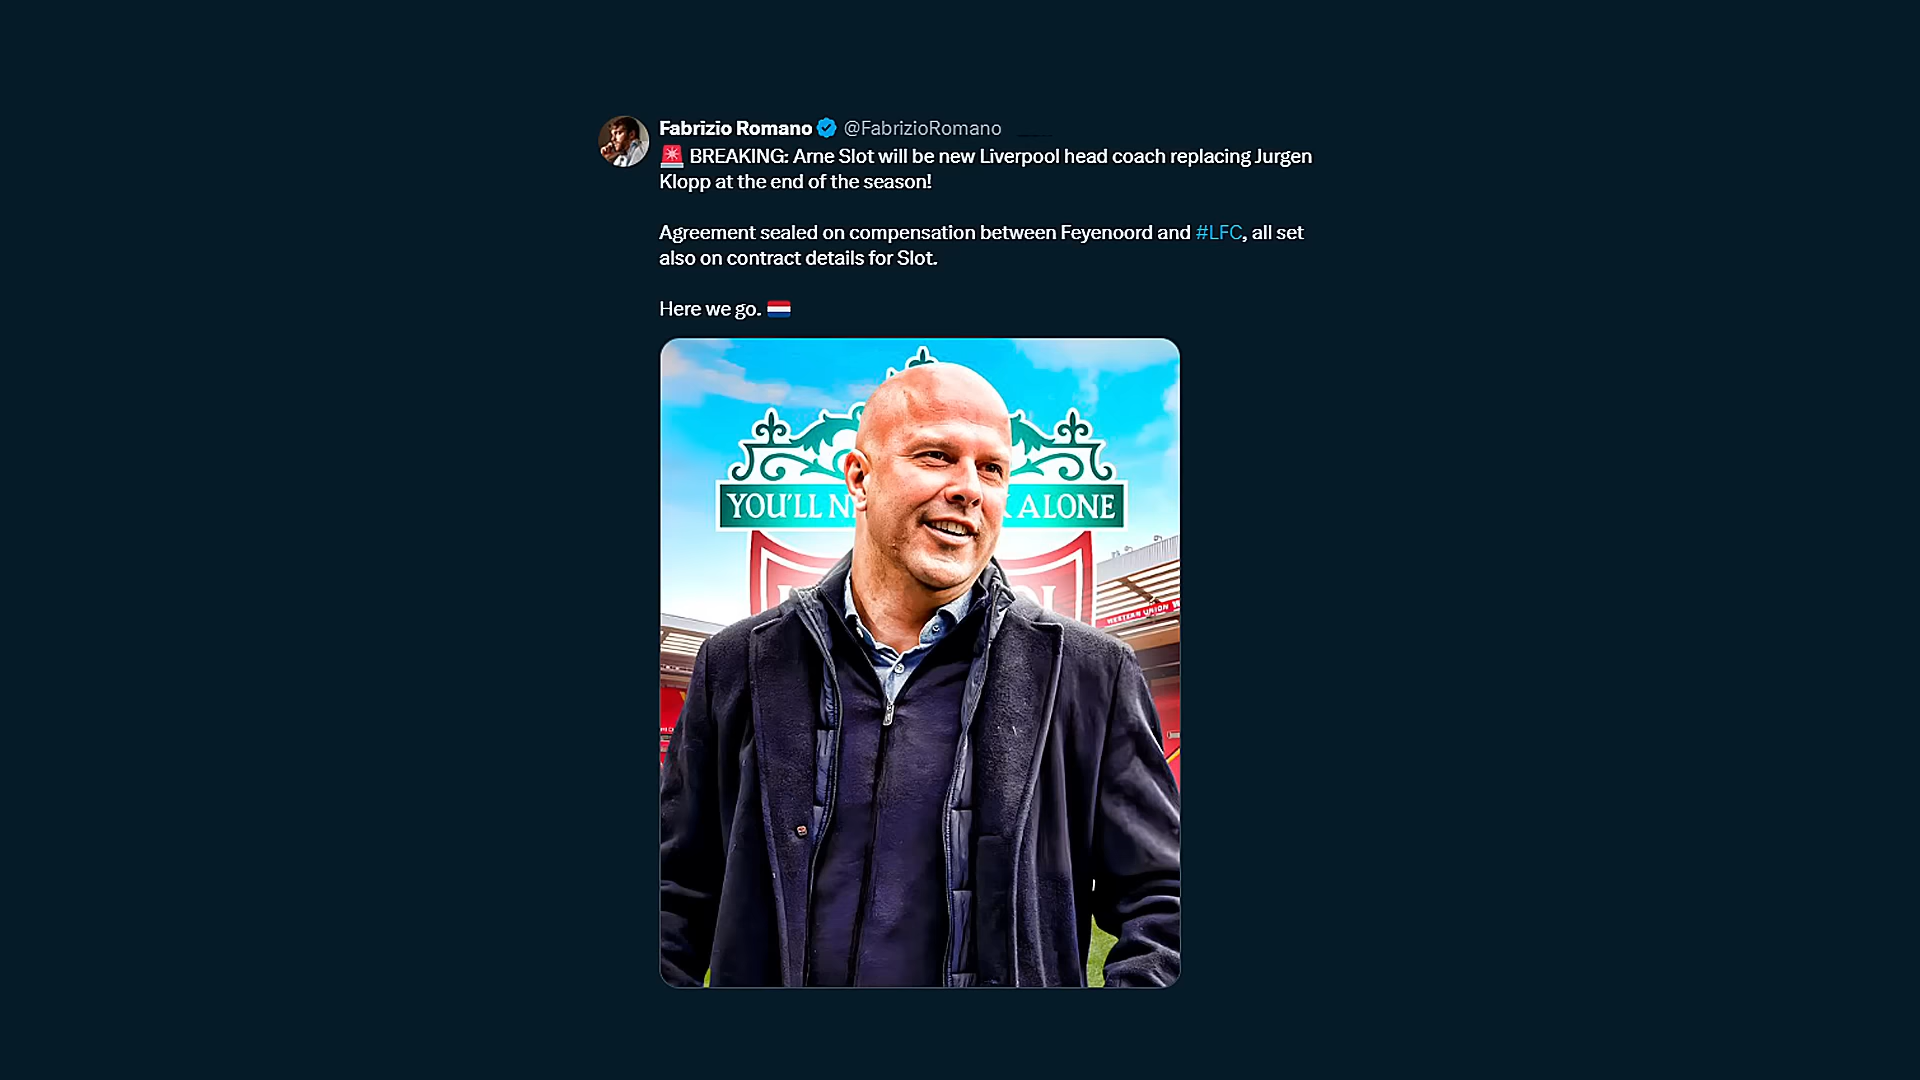 Fabrizio Romano @FabrizioRomano
🚨 BREAKING: Arne Slot will be new Liverpool head coach replacing Jurgen
Klopp at the end of the season!
Agreement sealed on compensation between Feyenoord and #LFC, all set
also on contract details for Slot.
Here we go. 🇳🇱
YOU'LL N K ALONE
WESTERN UNION W